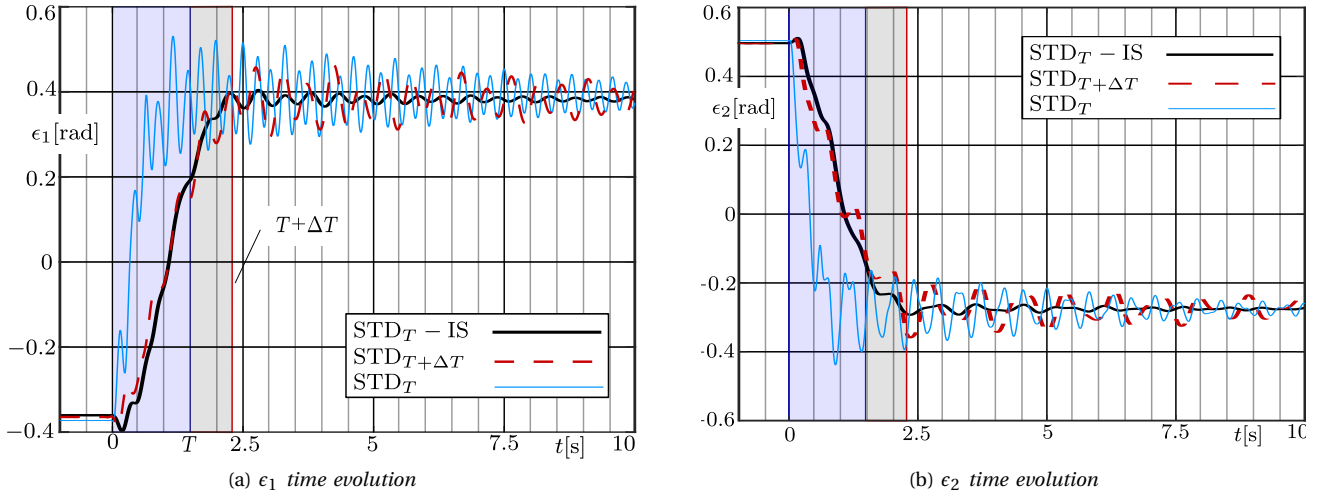 0.6
0.4
ϵ₁[rad]
0.2
0
−0.2
−0.4
0
T
2.5
5
7.5
t[s]
10
T+ΔT
STD_T − IS
STD_{T+ΔT}
STD_T
(a) ϵ₁ time evolution
0.6
0.4
ϵ₂[rad]
0.2
0
-0.2
-0.4
-0.6
0
2.5
5
7.5
t[s]
10
STD_T − IS
STD_{T+ΔT}
STD_T
(b) ϵ₂ time evolution